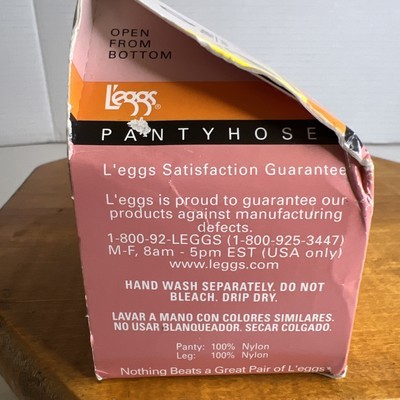 OPEN
FROM
BOTTOM
L'eggs®
PANTYHOSE
L'eggs Satisfaction Guarantee
L'eggs is proud to guarantee our
products against manufacturing
defects.
1-800-92-LEGGS (1-800-925-3447)
M-F, 8am - 5pm EST (USA only)
www.leggs.com
HAND WASH SEPARATELY. DO NOT
BLEACH. DRIP DRY.
LAVAR A MANO CON COLORES SIMILARES.
NO USAR BLANQUEADOR. SECAR COLGADO.
Panty: 100% Nylon
Leg: 100% Nylon
Nothing Beats a Great Pair of L'eggs